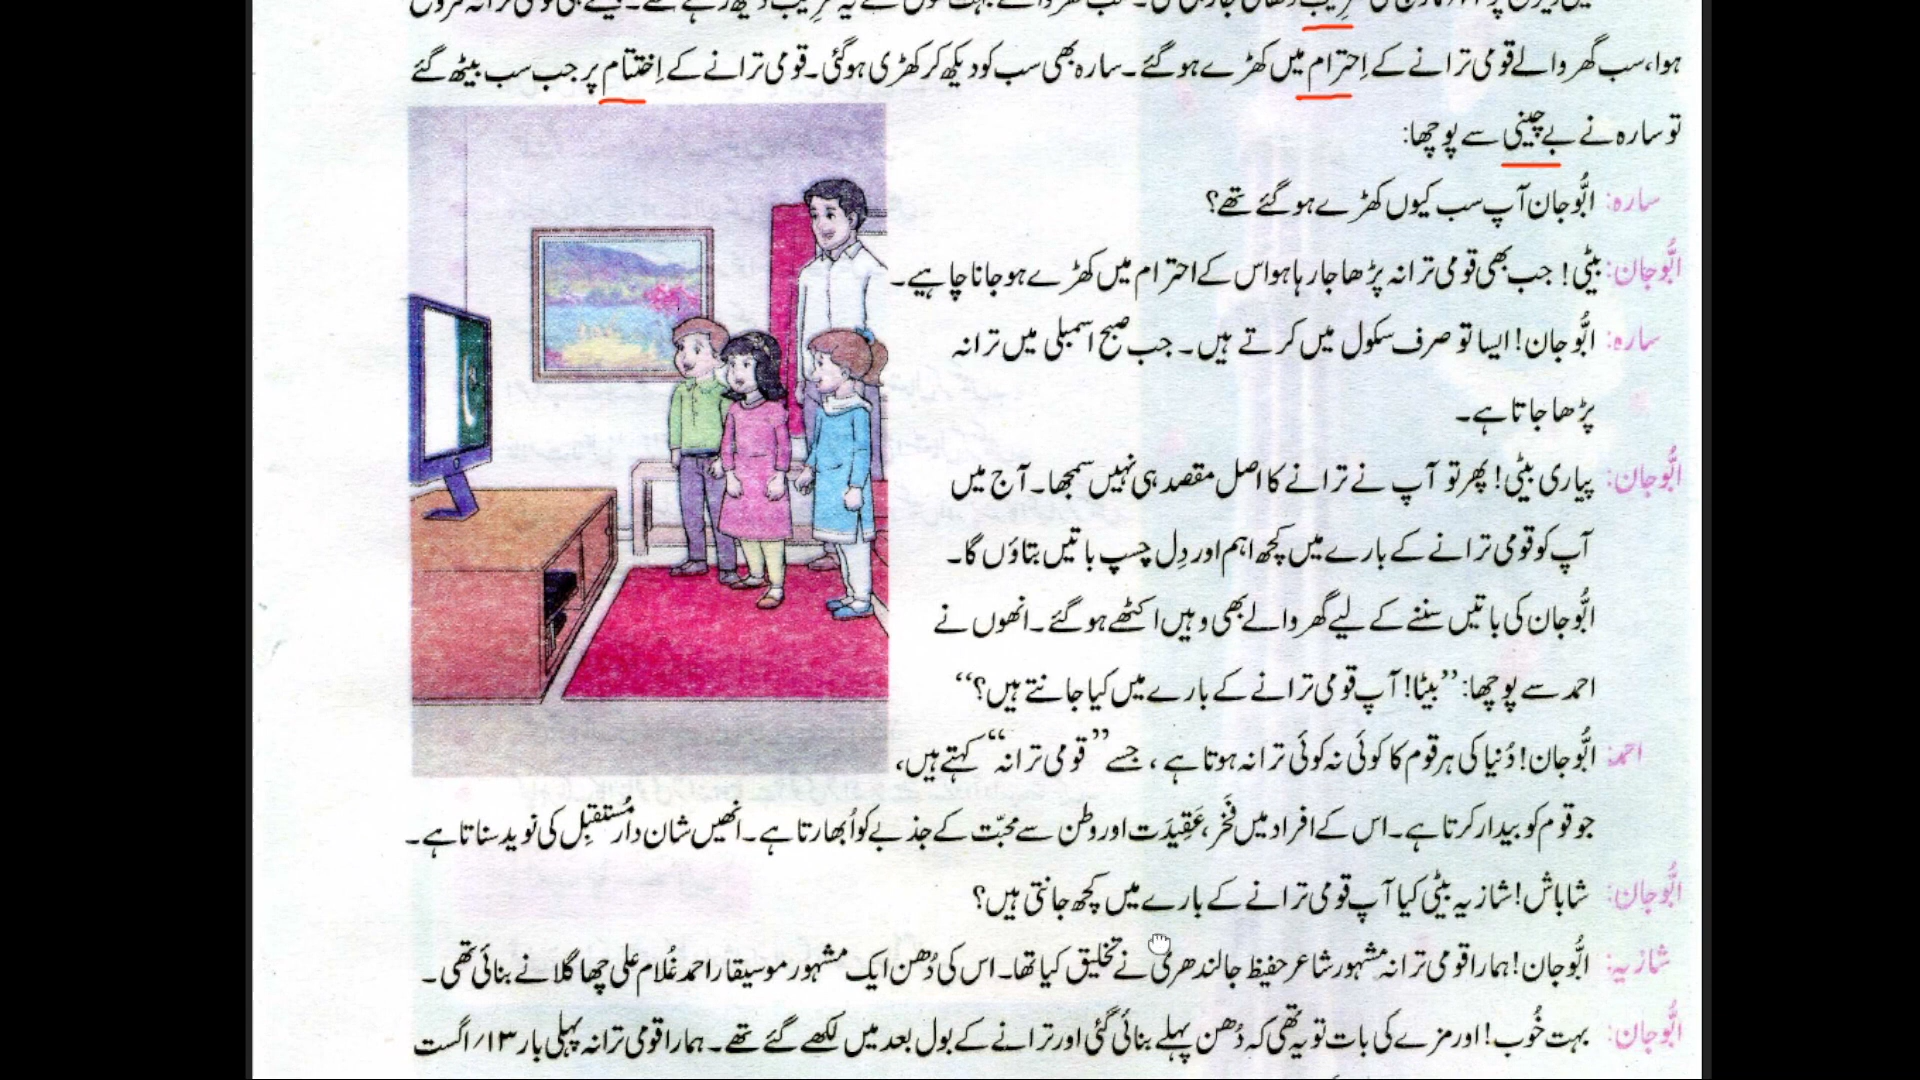 ہوا، سب گھر والے قومی ترانے کے اِحترام میں کھڑے ہو گئے۔ سارہ بھی سب کو دیکھ کر کھڑی ہو گئی۔ قومی ترانے کے اِختتام پر جب سب بیٹھ گئے
تو سارہ نے بے چینی سے پوچھا:
سارہ: ابُّو جان آپ سب کیوں کھڑے ہو گئے تھے؟
ابُّو جان: بیٹی! جب بھی قومی ترانہ پڑھا جا رہا ہو اس کے احترام میں کھڑے ہو جانا چاہیے۔
سارہ: ابُّو جان! ایسا تو صرف سکول میں کرتے ہیں۔ جب صبح اسمبلی میں ترانہ
پڑھا جاتا ہے۔
ابُّو جان: پیاری بیٹی! پھر تو آپ نے ترانے کا اصل مقصد ہی نہیں سمجھا۔ آج میں
آپ کو قومی ترانے کے بارے میں کچھ اہم اور دِل چسپ باتیں بتاؤں گا۔
ابُّو جان کی باتیں سننے کے لیے گھر والے بھی وہیں اکٹھے ہو گئے۔ انھوں نے
احمد سے پوچھا: ”بیٹا! آپ قومی ترانے کے بارے میں کیا جانتے ہیں؟“
احمد: ابُّو جان! دُنیا کی ہر قوم کا کوئی نہ کوئی ترانہ ہوتا ہے، جسے ”قومی ترانہ“ کہتے ہیں،
جو قوم کو بیدار کرتا ہے۔ اس کے افراد میں فَخَر، عَقِیدَت اور وطن سے محبّت کے جذبے کو اُبھارتا ہے۔ انھیں شان دار مُستقبِل کی نوید سناتا ہے۔
ابُّو جان: شاباش! شازیہ بیٹی کیا آپ قومی ترانے کے بارے میں کچھ جانتی ہیں؟
شازیہ: ابُّو جان! ہمارا قومی ترانہ مشہور شاعر حفیظ جالندھری نے تخلیق کیا تھا۔ اس کی دُھن ایک مشہور موسیقار احمد غُلام علی چھاگلا نے بنائی تھی۔
ابُّو جان: بہت خُوب! اور مزے کی بات تو یہ تھی کہ دُھن پہلے بنائی گئی اور ترانے کے بول بعد میں لکھے گئے تھے۔ ہمارا قومی ترانہ پہلی بار ۱۳/اگست